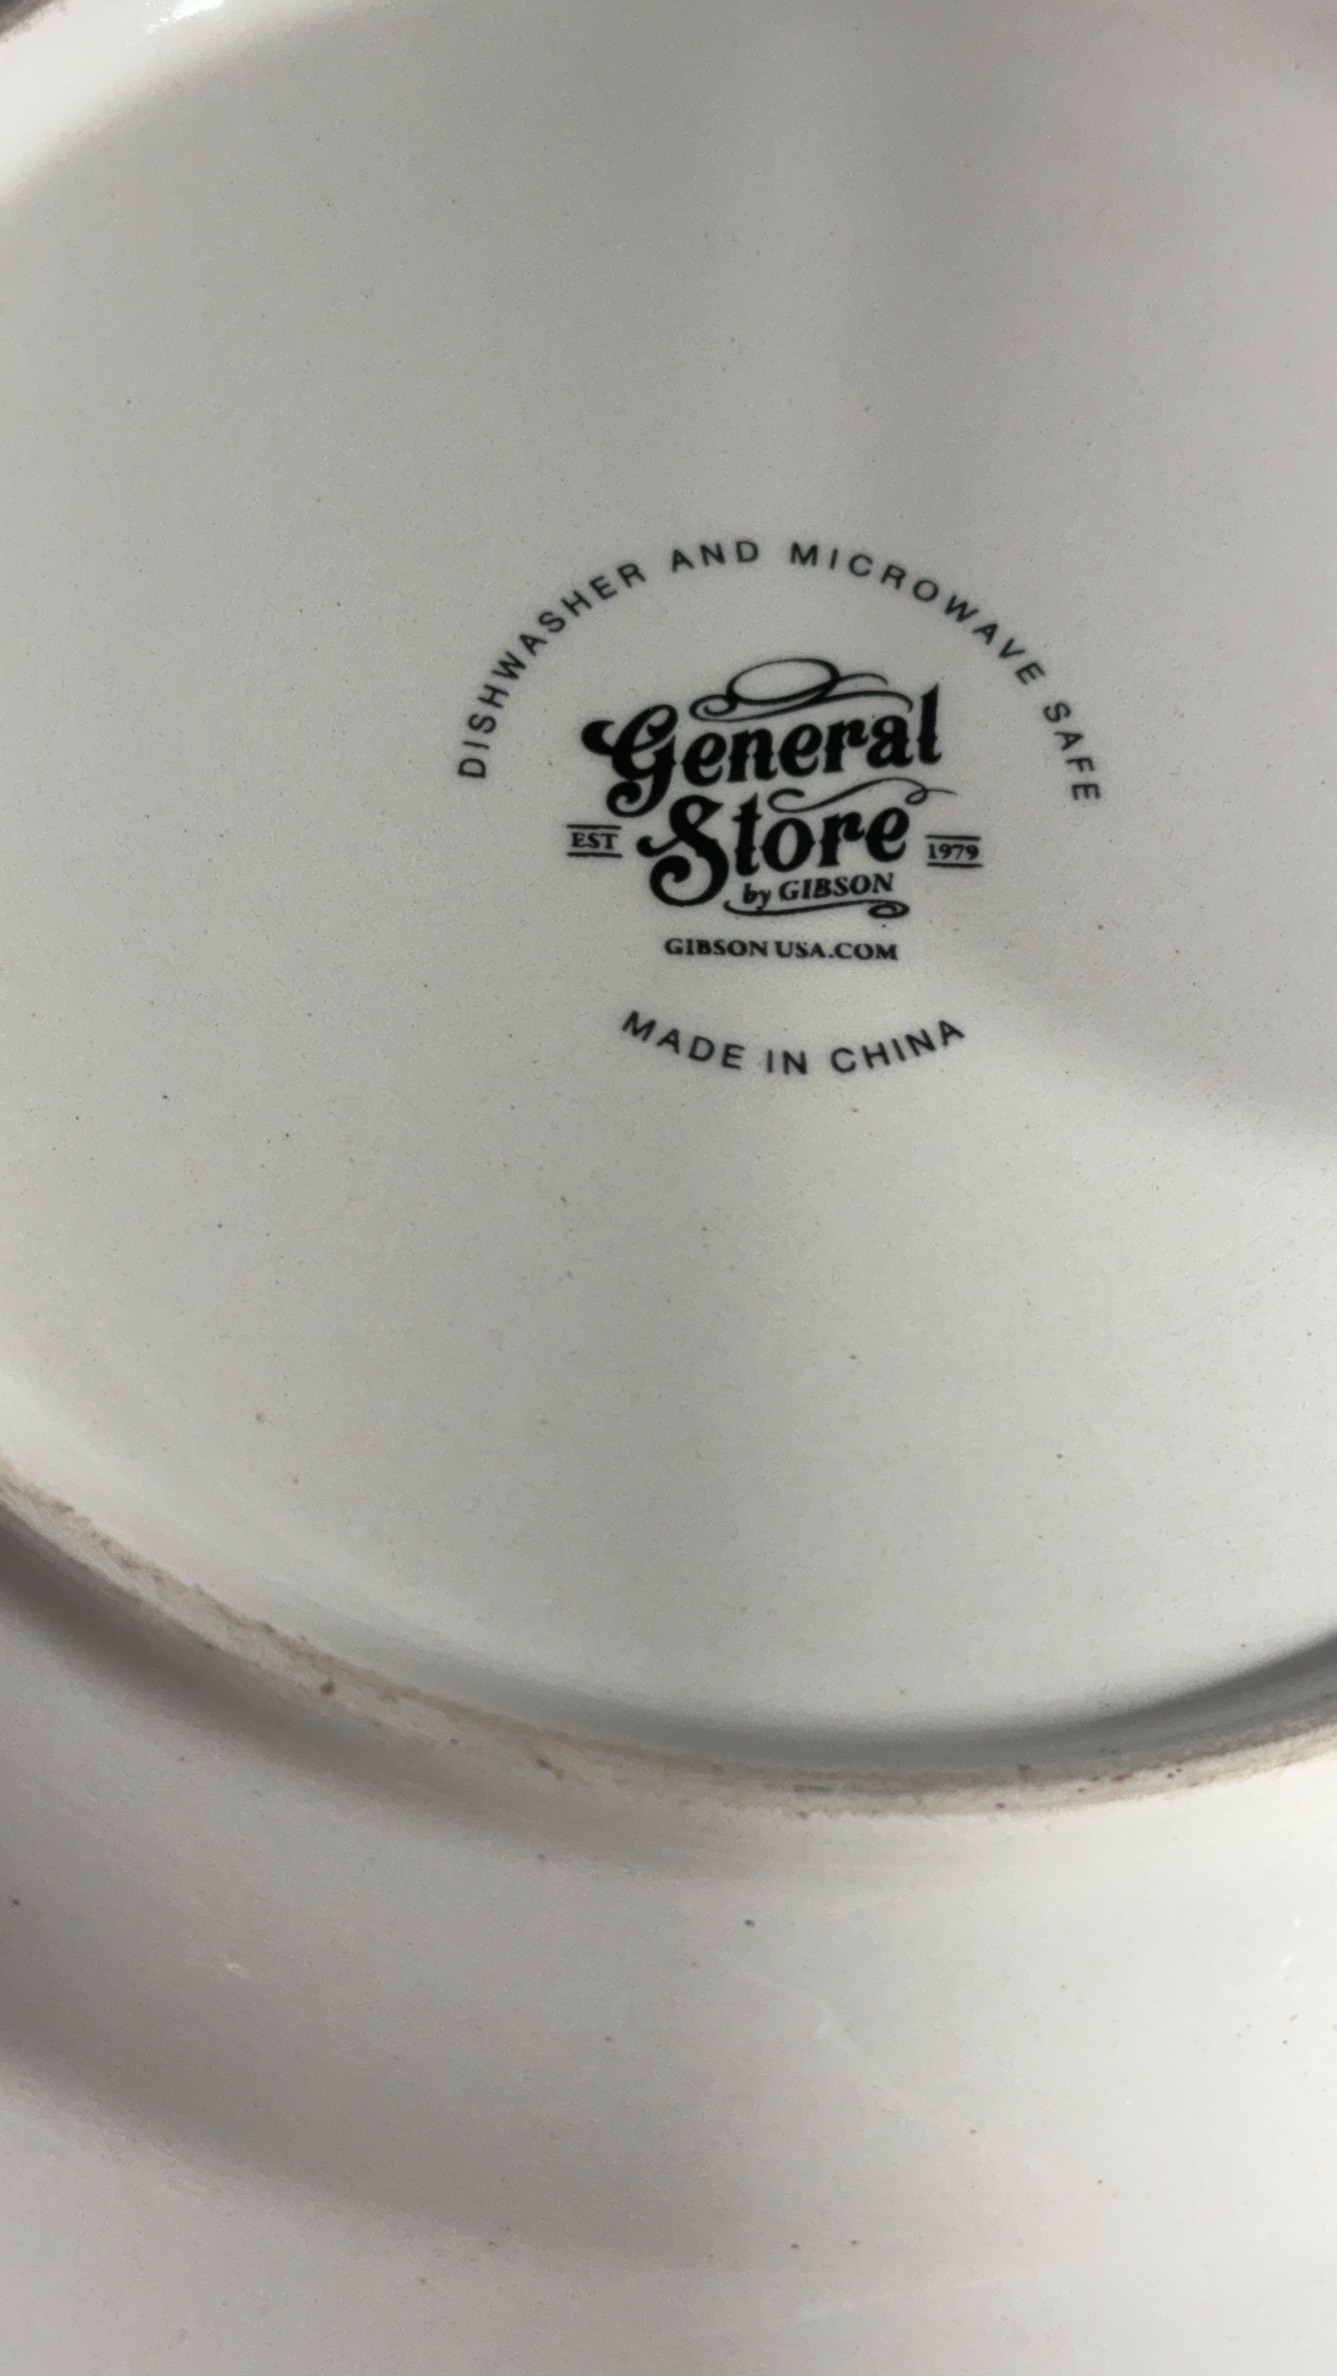 DISHWASHER AND MICROWAVE SAFE
General
Store
EST 1979
by GIBSON
GIBSON USA.COM
MADE IN CHINA